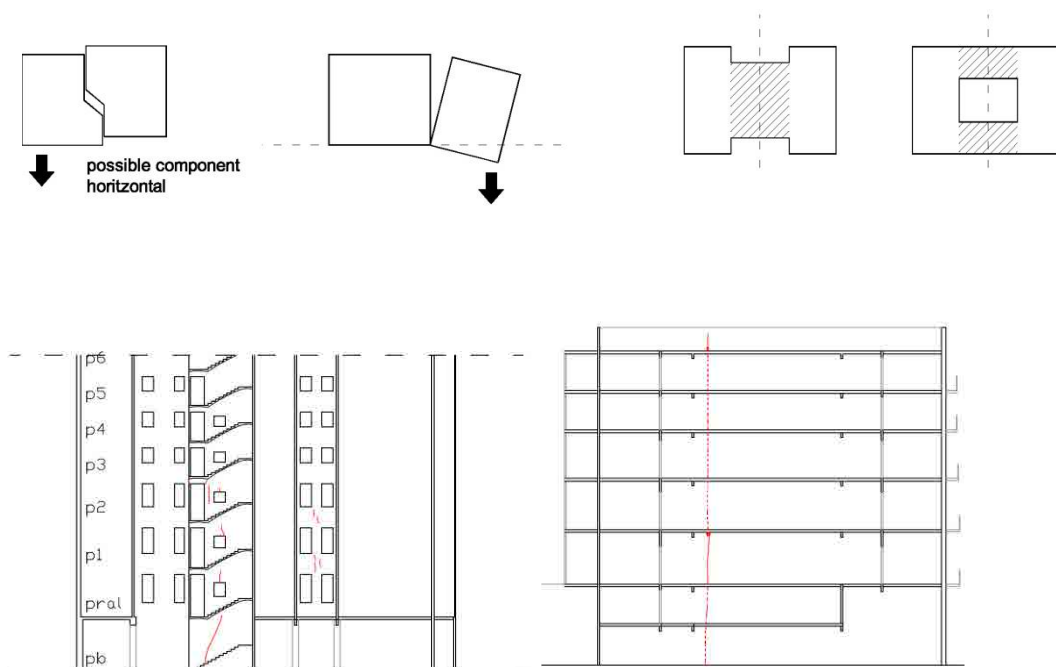 possible component
horitzontal
p6
p5
p4
p3
p2
p1
pral
pb